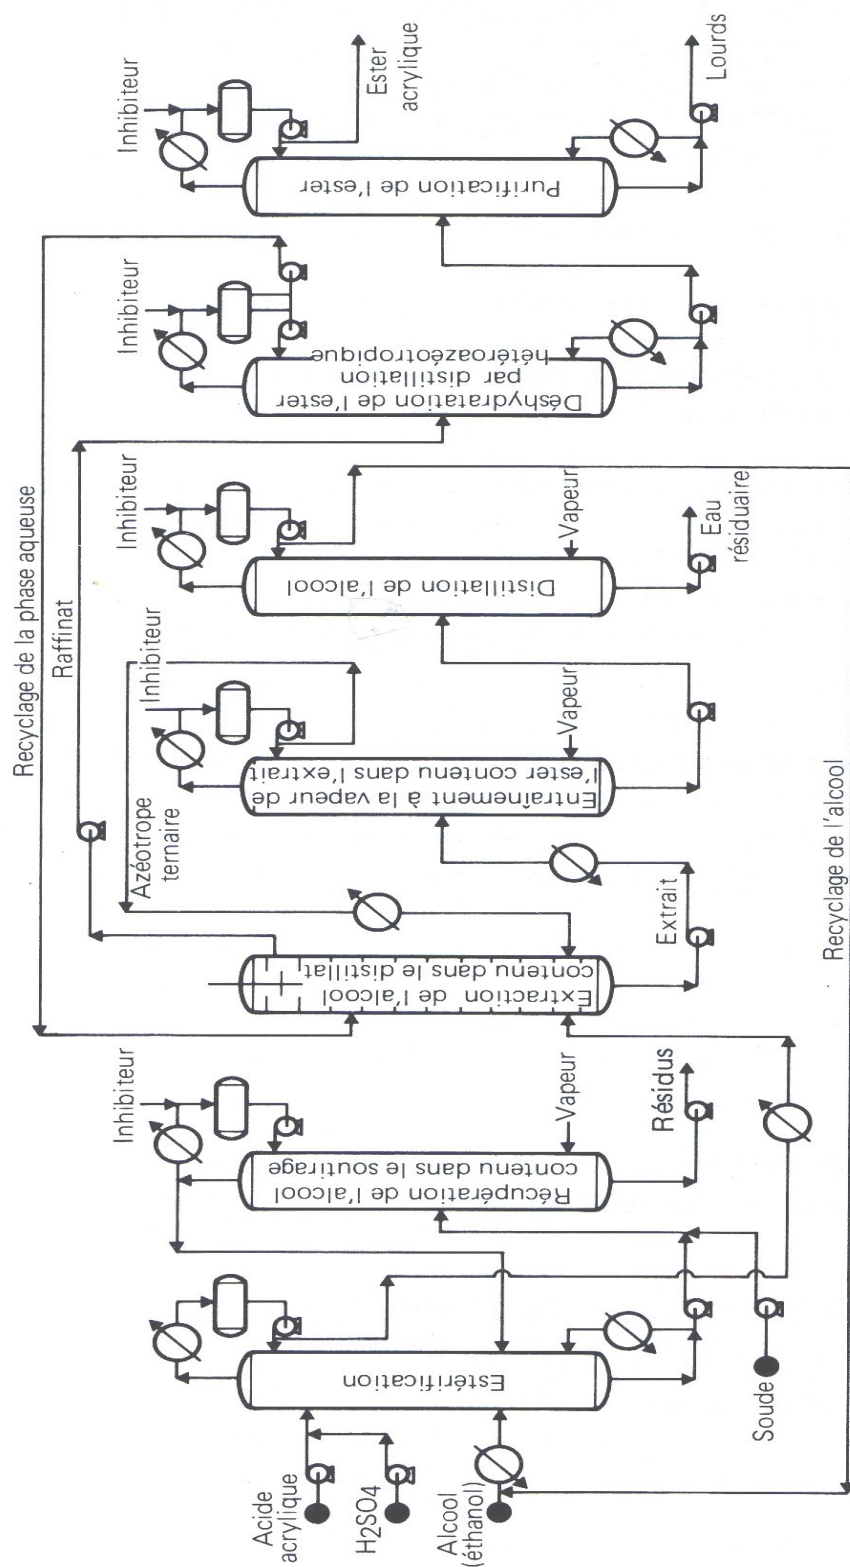 Recyclage de la phase aqueuse
Raffinat
Azéotrope
ternaire
Inhibiteur
Inhibiteur
Inhibiteur
Inhibiteur
Inhibiteur
Acide
acrylique
H2SO4
Alcool
(éthanol)
Estérification
Soude
Récupération de l'alcool
contenu dans le soutirage
Vapeur
Résidus
Extraction de l'alcool
contenu dans le distillat
Extrait
Entraînement à la vapeur de
l'ester contenu dans l'extrait
Vapeur
Distillation de l'alcool
Vapeur
Eau
résiduaire
Déshydratation de l'ester
par distillation
hétéroazéotropique
Purification de l'ester
Ester
acrylique
Lourds
Recyclage de l'alcool